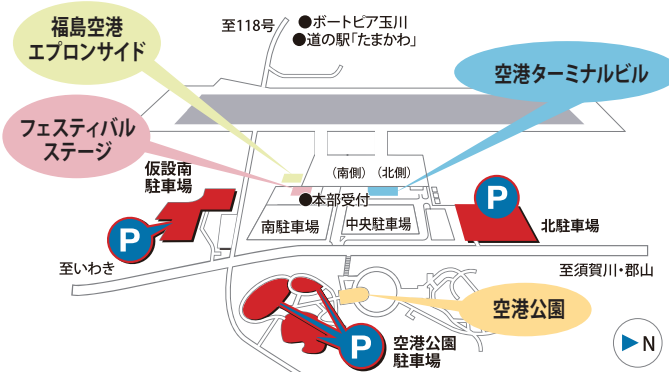 福島空港
エプロンサイド
至118号
●ボートピア玉川
●道の駅「たまかわ」
空港ターミナルビル
フェスティバル
ステージ
仮設南
駐車場
(南側)
(北側)
●本部受付
南駐車場
中央駐車場
P
北駐車場
P
至いわき
至須賀川・郡山
空港公園
P
空港公園
駐車場
N